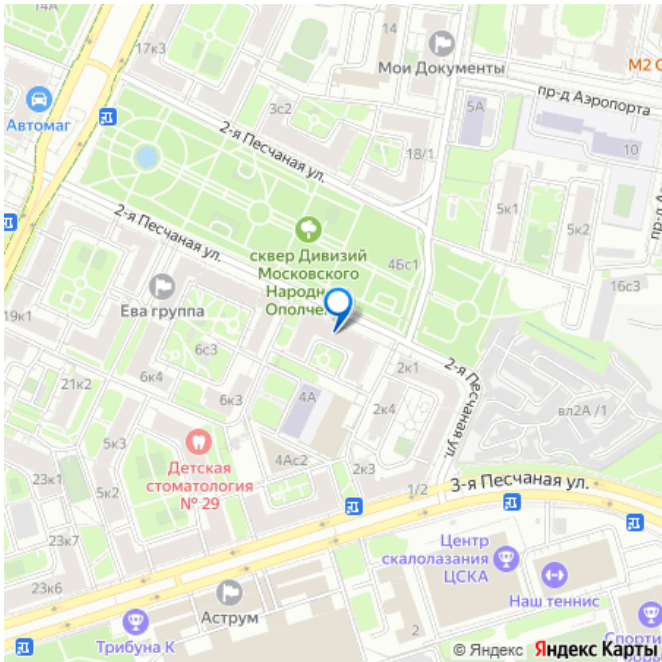 14А
17к3
Мои Документы
М2 С
Автомаг
3с2
пр-д Аэропорта
5А
2-я Песчаная ул.
18/1
10
5к1
5к2
пр-д А
2-я Песчаная ул.
сквер Дивизий
Московского
Народн
Ополче
4Бс1
16с3
Ева группа
19к1
6с3
2-я Песчаная ул.
2к1
21к2
6к4
6к3
4А
2к4
вл2А /1
5к3
Детская
стоматология
№ 29
4Ас2
2к3
23к1
5к2
1/2
3-я Песчаная ул.
23к7
Центр
скалолазания
ЦСКА
23к6
Аструм
Наш теннис
Трибуна К
2
Спорти
© Яндекс Яндекс Карты